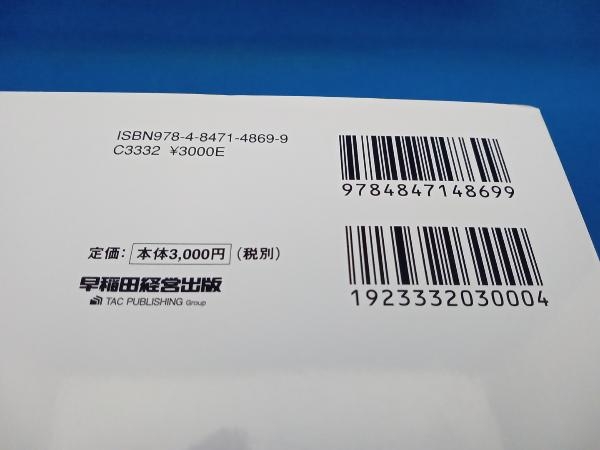 ISBN978-4-8471-4869-9
C3332 ¥3000E
9784847148699
定価： 本体3,000円 （税別）
早稲田経営出版
TAC PUBLISHING Group
1923332030004